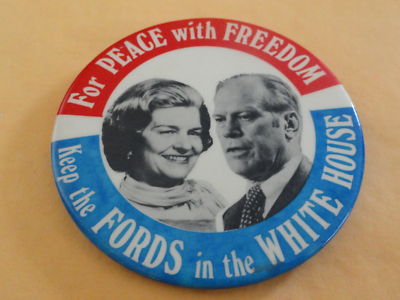 For PEACE with FREEDOM
Keep the FORDS in the WHITE HOUSE